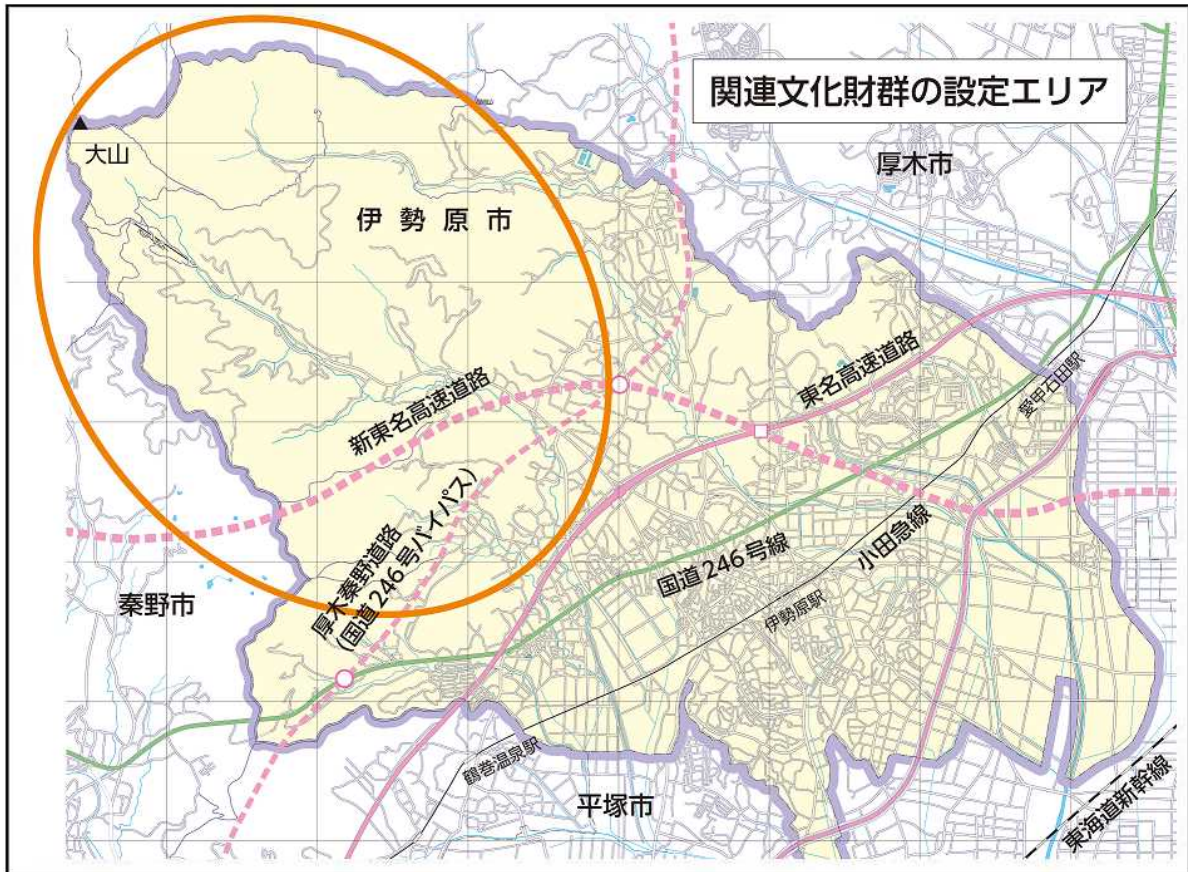 関連文化財群の設定エリア
厚木市
大山
伊勢原市
東名高速道路
愛甲石田駅
新東名高速道路
国道246号線
小田急線
伊勢原駅
厚木秦野道路
(国道246号バイパス)
秦野市
鶴巻温泉駅
平塚市
東海道新幹線